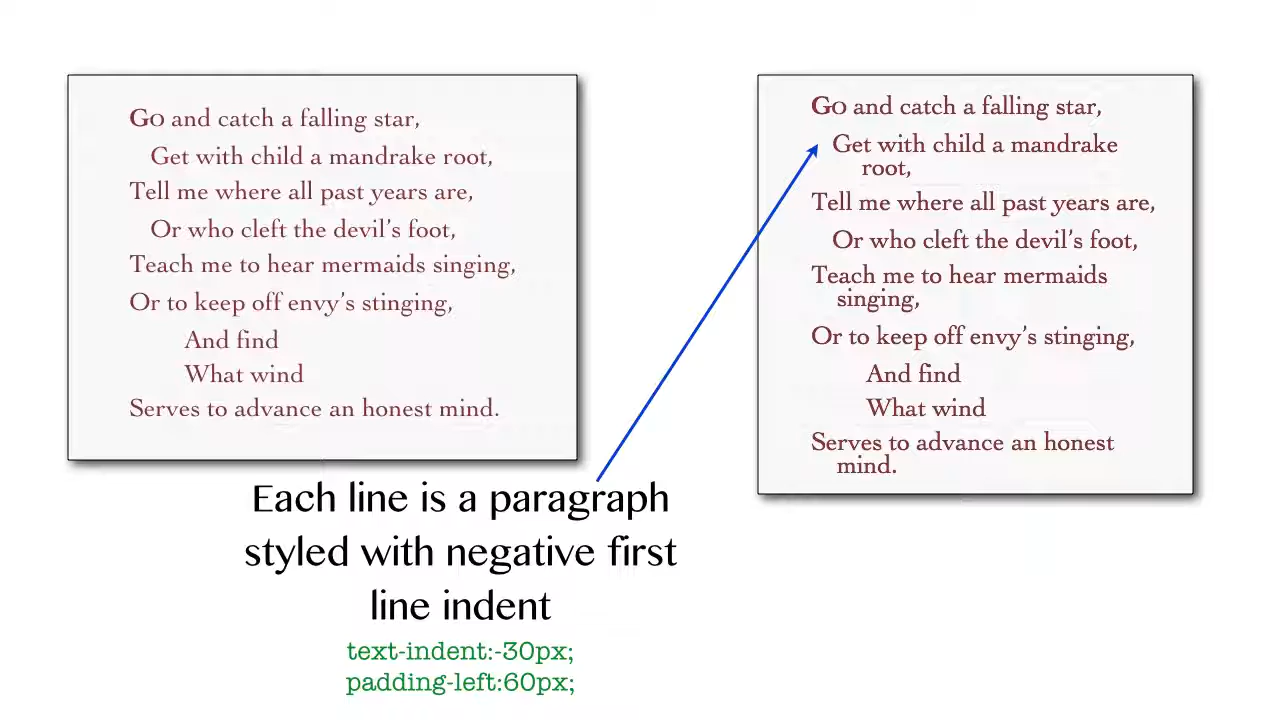 Go and catch a falling star,
Get with child a mandrake root,
Tell me where all past years are,
Or who cleft the devil’s foot,
Teach me to hear mermaids singing,
Or to keep off envy’s stinging,
And find
What wind
Serves to advance an honest mind.
Go and catch a falling star,
Get with child a mandrake
root,
Tell me where all past years are,
Or who cleft the devil’s foot,
Teach me to hear mermaids
singing,
Or to keep off envy’s stinging,
And find
What wind
Serves to advance an honest
mind.
Each line is a paragraph
styled with negative first
line indent
text-indent:-30px;
padding-left:60px;